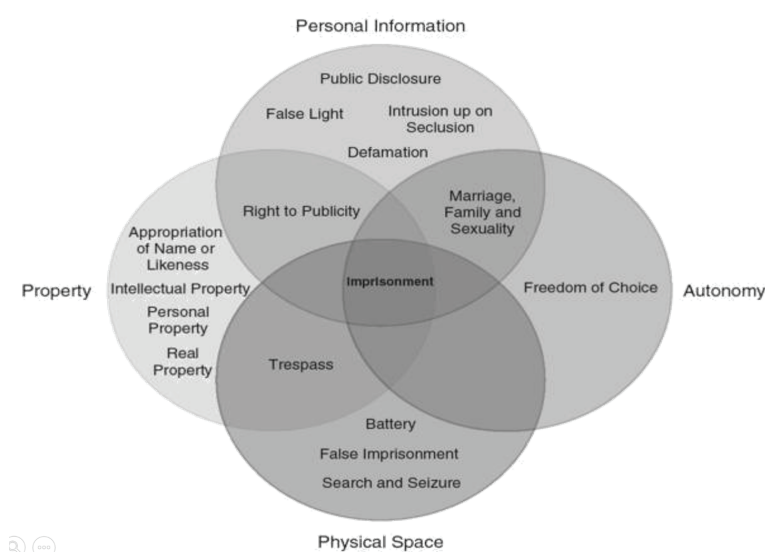 Personal Information
Public Disclosure
False Light
Intrusion up on
Seclusion
Defamation
Right to Publicity
Marriage,
Family and
Sexuality
Appropriation
of Name or
Likeness
Property
Intellectual Property
Imprisonment
Freedom of Choice
Autonomy
Personal
Property
Real
Property
Trespass
Battery
False Imprisonment
Search and Seizure
Physical Space